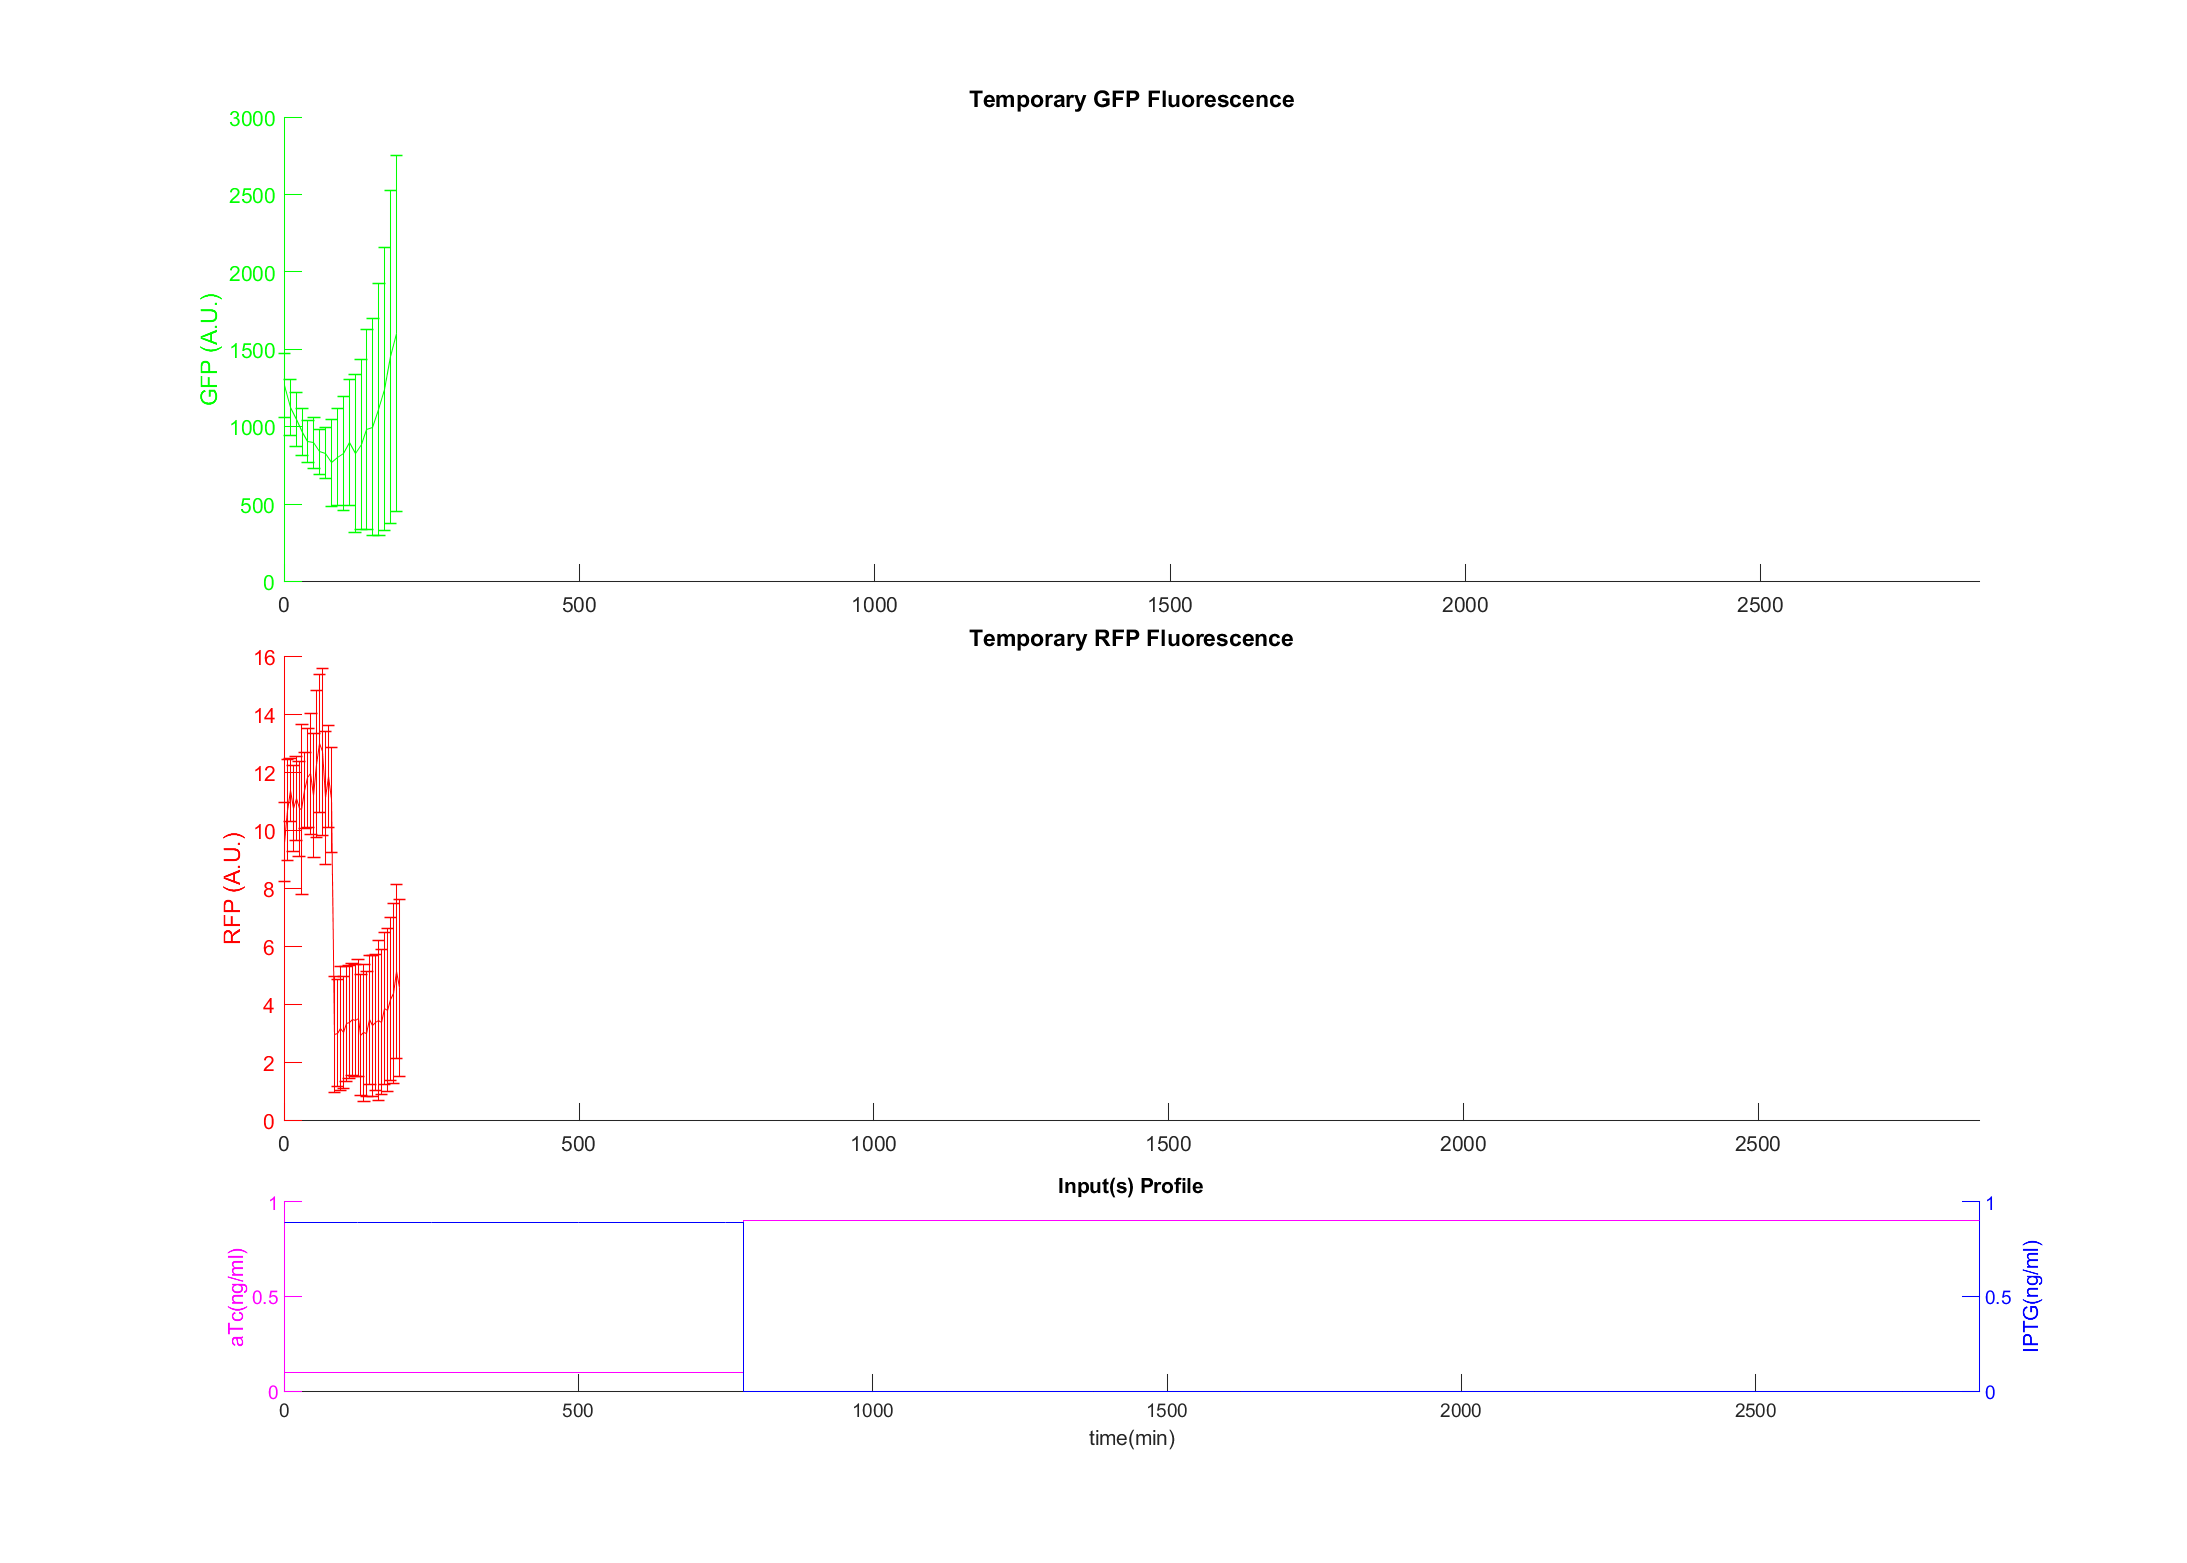 Temporary GFP Fluorescence
3000
2500
2000
1500
1000
500
0
GFP (A.U.)
0 500 1000 1500 2000 2500
Temporary RFP Fluorescence
16
14
12
10
8
6
4
2
0
RFP (A.U.)
0 500 1000 1500 2000 2500
Input(s) Profile
1
0.5
0
aTc(ng/ml)
1
0.5
0
IPTG(ng/ml)
0 500 1000 1500 2000 2500
time(min)